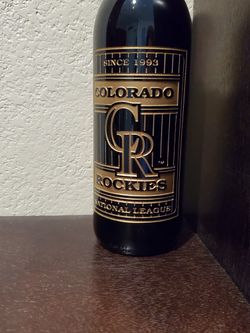 SINCE 1993
COLORADO
CR
ROCKIES
NATIONAL LEAGUE